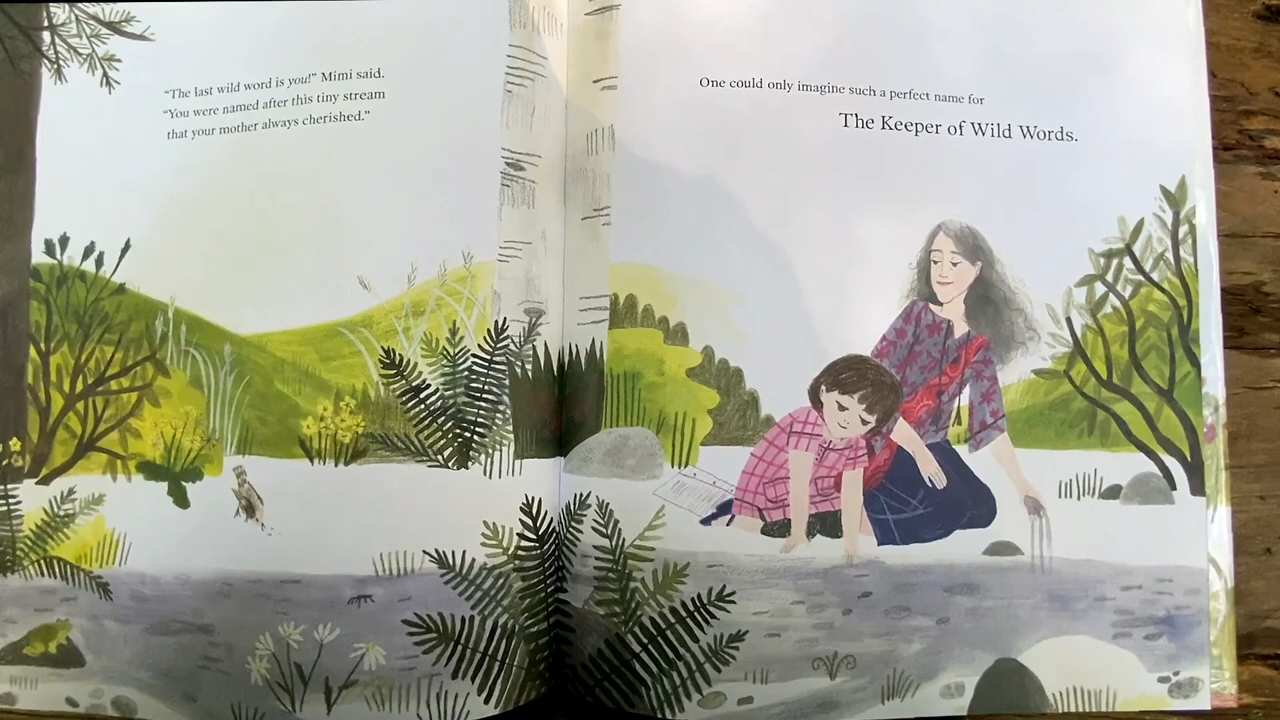 “The last wild word is you!” Mimi said.
“You were named after this tiny stream
that your mother always cherished.”
One could only imagine such a perfect name for
The Keeper of Wild Words.